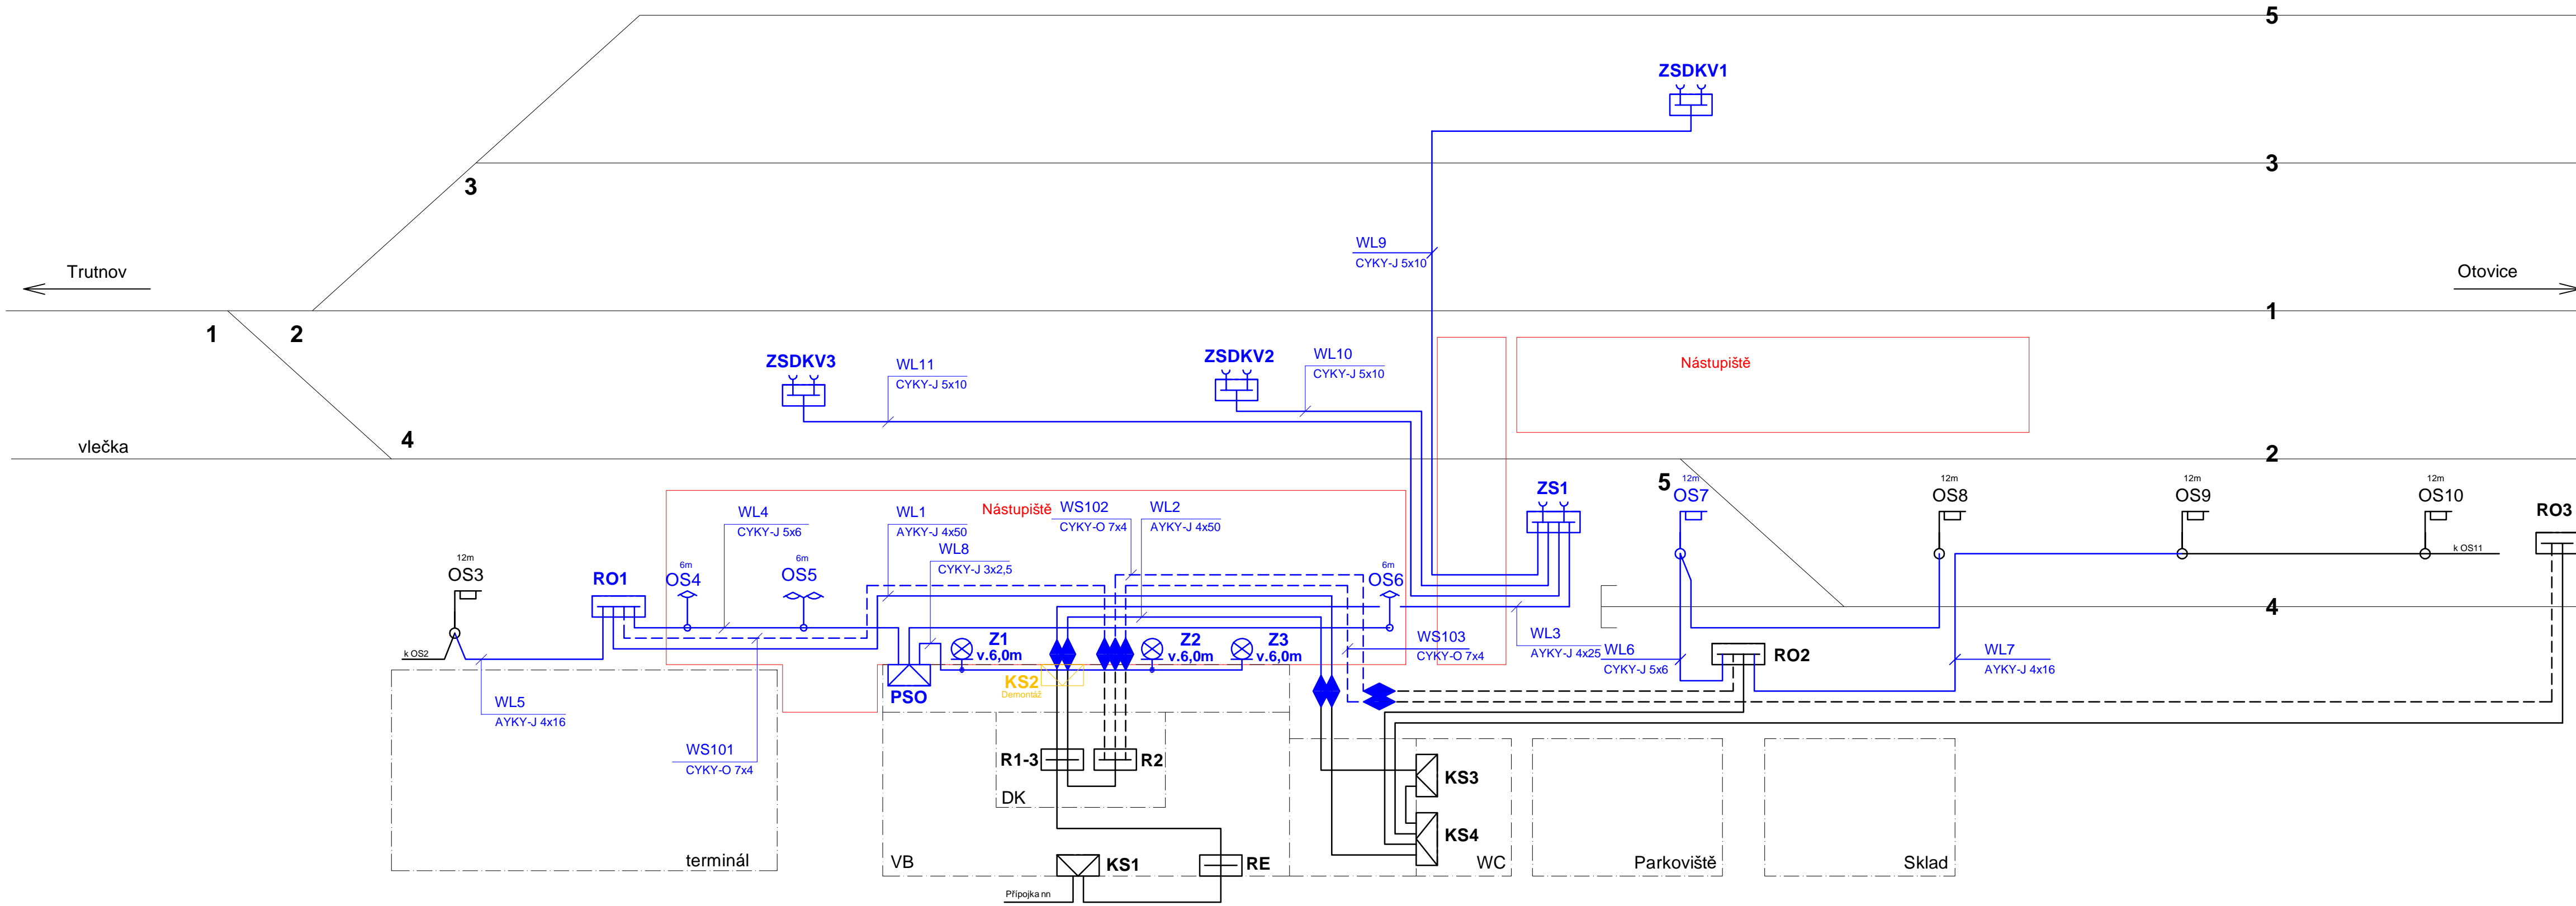 5
ZSDKV1
3
3
WL9
CYKY-J 5x10
Trutnov
Otovice
1
2
1
ZSDKV3
WL11
CYKY-J 5x10
ZSDKV2
WL10
CYKY-J 5x10
Nástupiště
vlečka
4
2
5
12m
OS7
12m
OS8
12m
OS9
12m
OS10
k OS11
RO3
ZS1
Nástupiště
WL4
CYKY-J 5x6
WL1
AYKY-J 4x50
WL8
CYKY-J 3x2,5
WS102
CYKY-O 7x4
WL2
AYKY-J 4x50
12m
OS3
k OS2
RO1
6m
OS4
6m
OS5
6m
OS6
4
Z1
v.6,0m
Z2
v.6,0m
Z3
v.6,0m
WS103
CYKY-O 7x4
WL3
AYKY-J 4x25
WL6
CYKY-J 5x6
RO2
WL7
AYKY-J 4x16
PSO
KS2
Demontáž
WL5
AYKY-J 4x16
WS101
CYKY-O 7x4
R1-3
R2
DK
KS3
KS4
terminál
VB
KS1
RE
WC
Parkoviště
Sklad
Přípojka nn